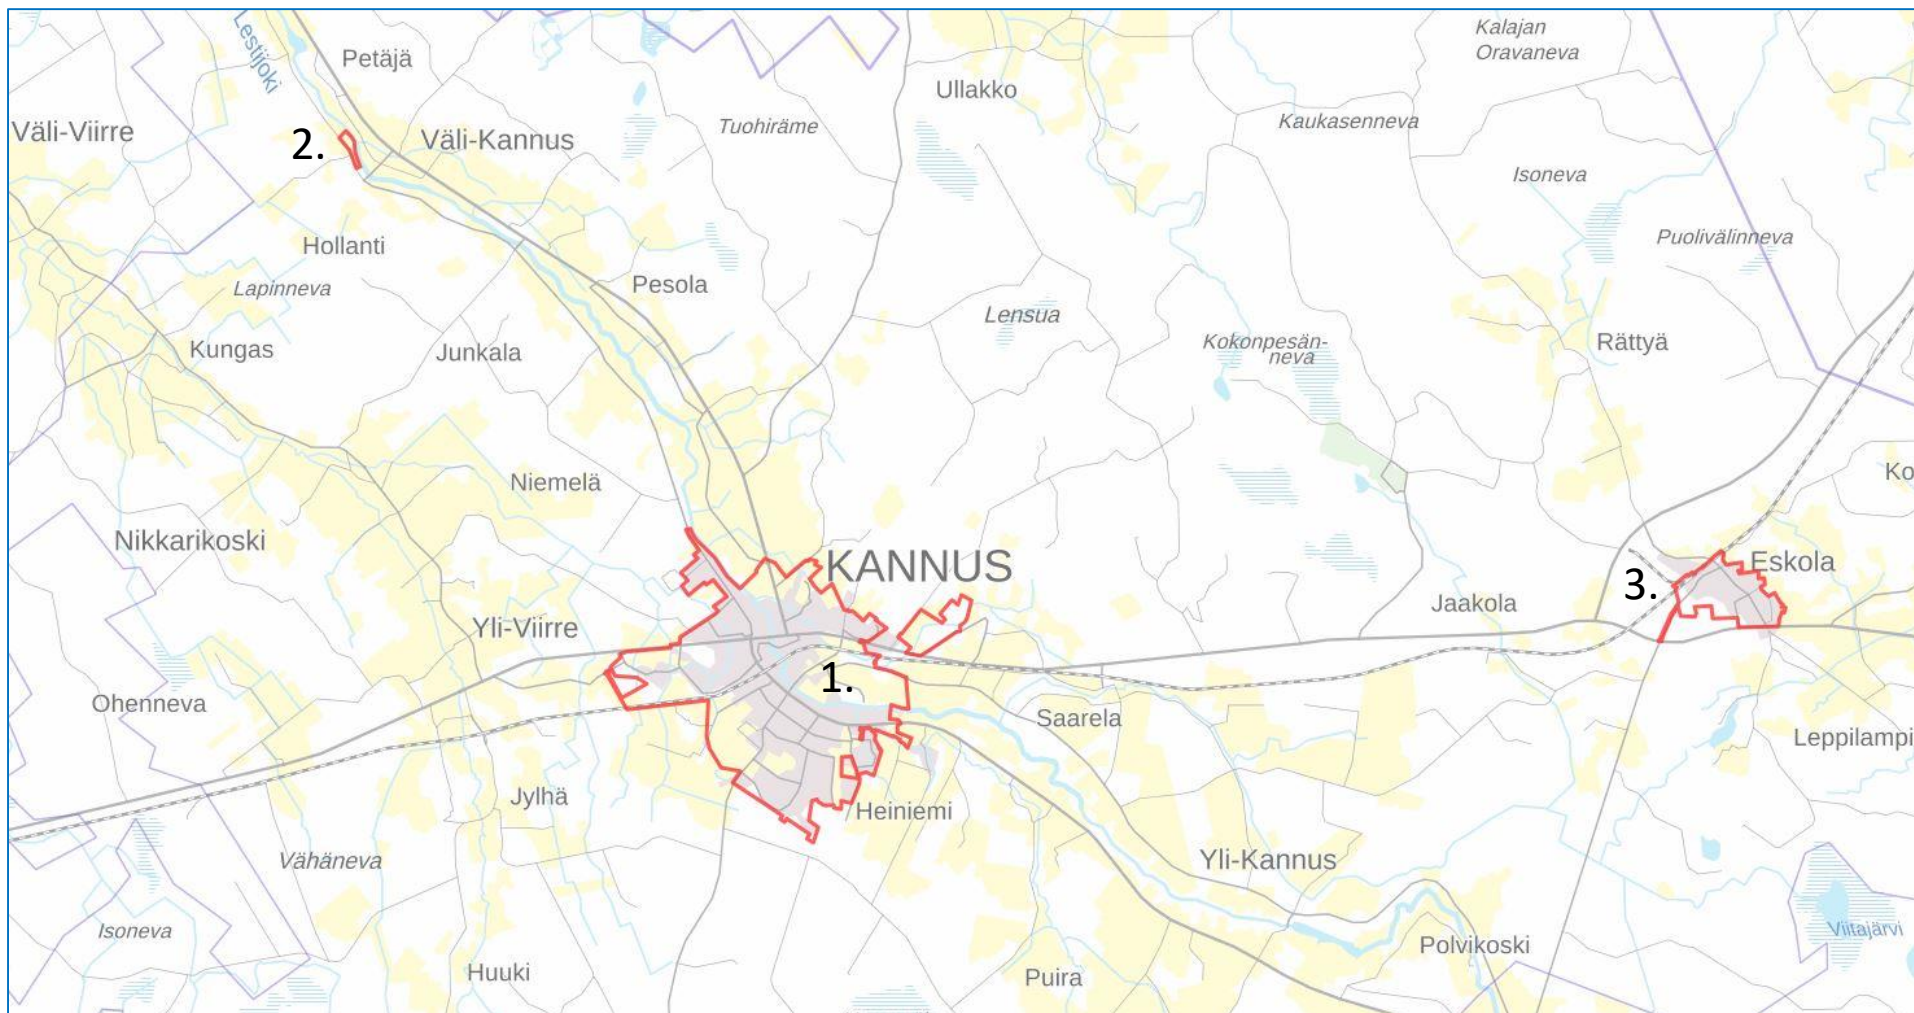 Lestijoki
Petäjä
Kalajan
Oravaneva
Ullakko
Väli-Viirre
2.
Väli-Kannus
Tuohiräme
Kaukasenneva
Isoneva
Hollanti
Puolivälinneva
Lapinneva
Pesola
Lensua
Kungas
Junkala
Kokonpesän-
neva
Rättyä
Niemelä
Ko
Nikkarikoski
KANNUS
Eskola
3.
Jaakola
Yli-Viirre
1.
Ohenneva
Saarela
Leppilampi
Jylhä
Heiniemi
Vähäneva
Yli-Kannus
Isoneva
Viitajärvi
Polvikoski
Huuki
Puira